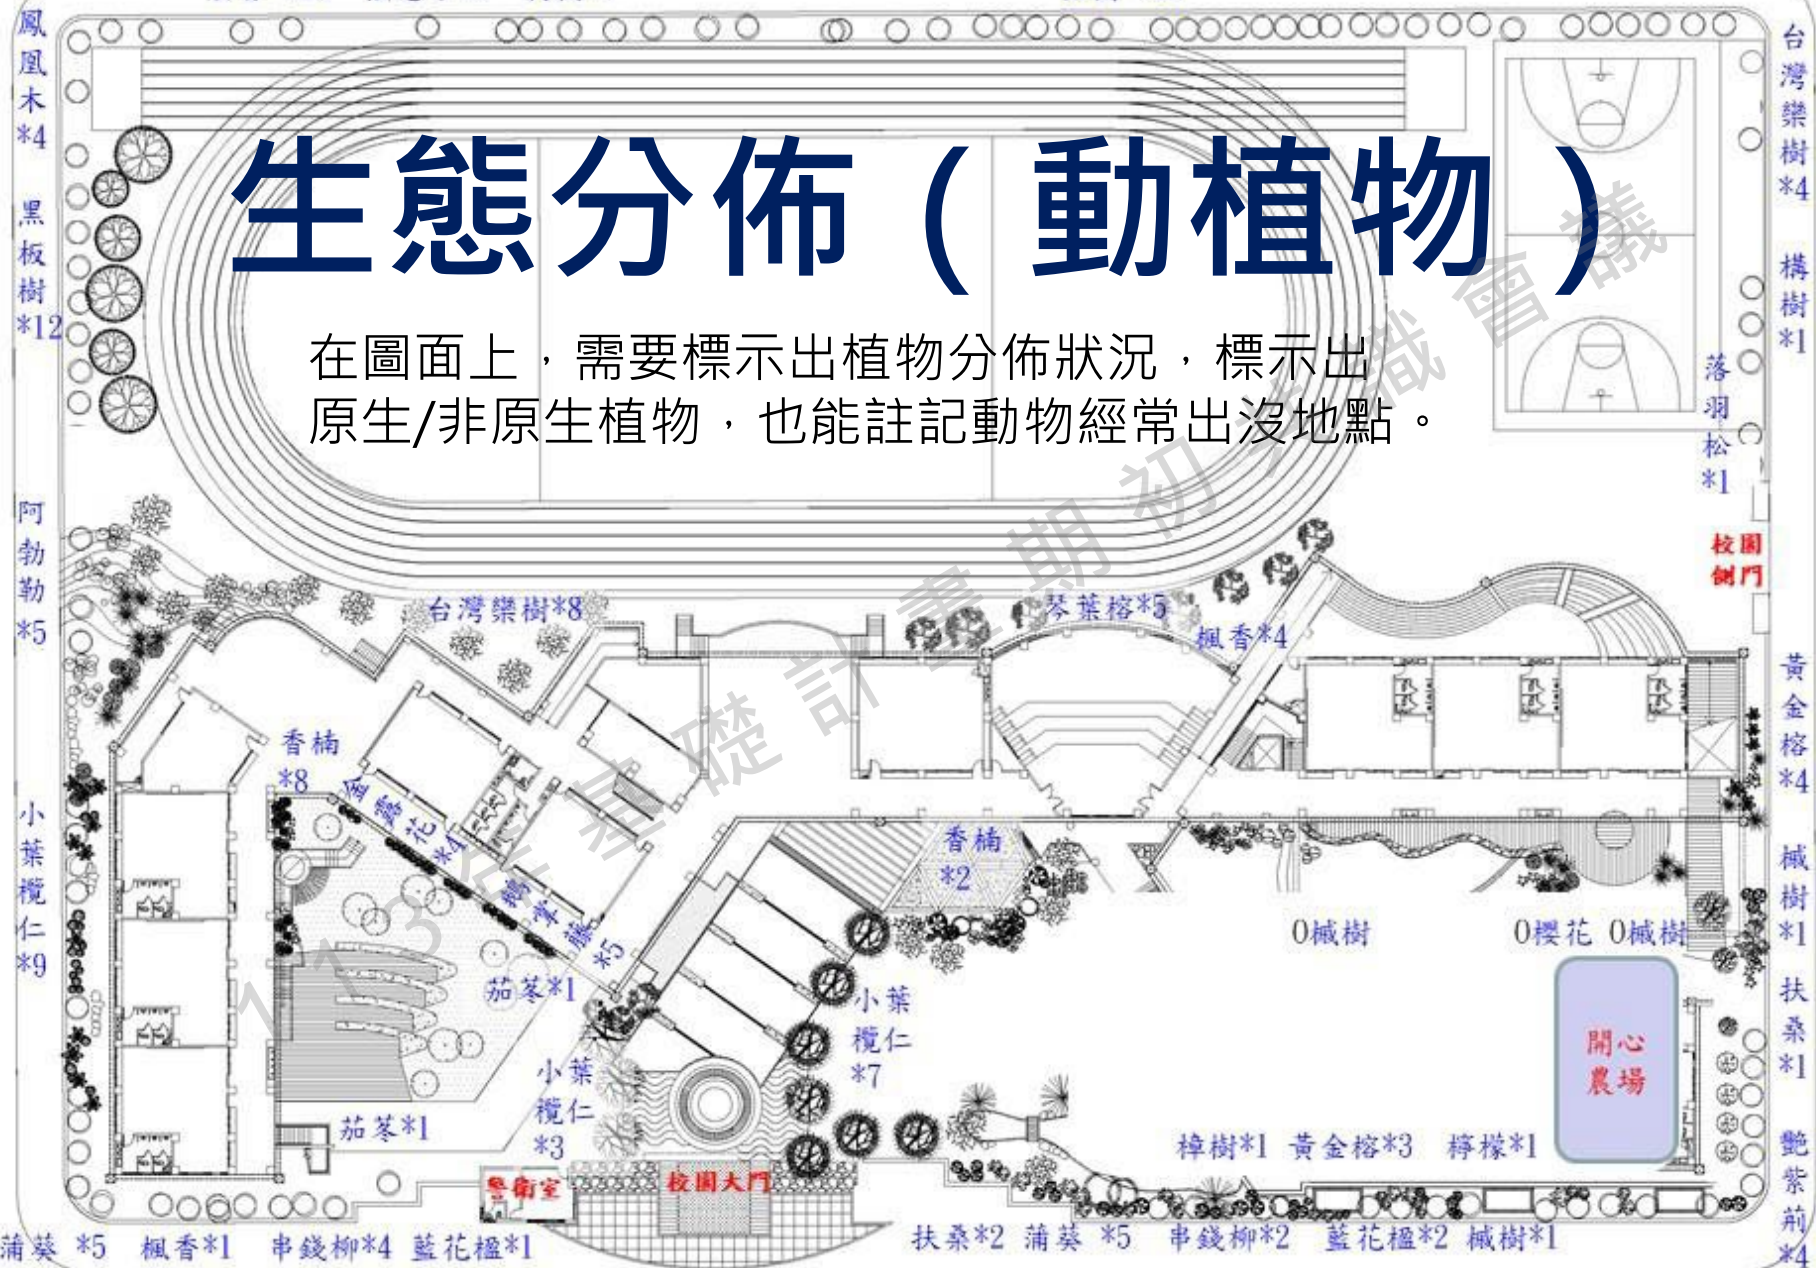 生態分佈（動植物）
在圖面上，需要標示出植物分佈狀況，標示出
原生/非原生植物，也能註記動物經常出沒地點。
鳳凰木*4
黑板樹*12
阿勃勒*5
小葉欖仁*9
台灣欒樹*4
構樹*1
落羽松*1
校園
側門
黃金榕*4
槭樹*1
扶桑*1
艷紫荊*4
台灣欒樹*8
琴葉榕*5
楓香*4
香楠
*8
金露花*4
鵝掌藤*5
香楠
*2
茄苳*1
茄苳*1
小葉
欖仁
*3
小葉
欖仁
*7
O槭樹
O櫻花 O槭樹
開心
農場
樟樹*1 黃金榕*3 檸檬*1
警衛室
校園大門
蒲葵 *5 楓香*1 串錢柳*4 藍花楹*1
扶桑*2 蒲葵 *5 串錢柳*2 藍花楹*2 槭樹*1
113年基礎計畫期初共識會議